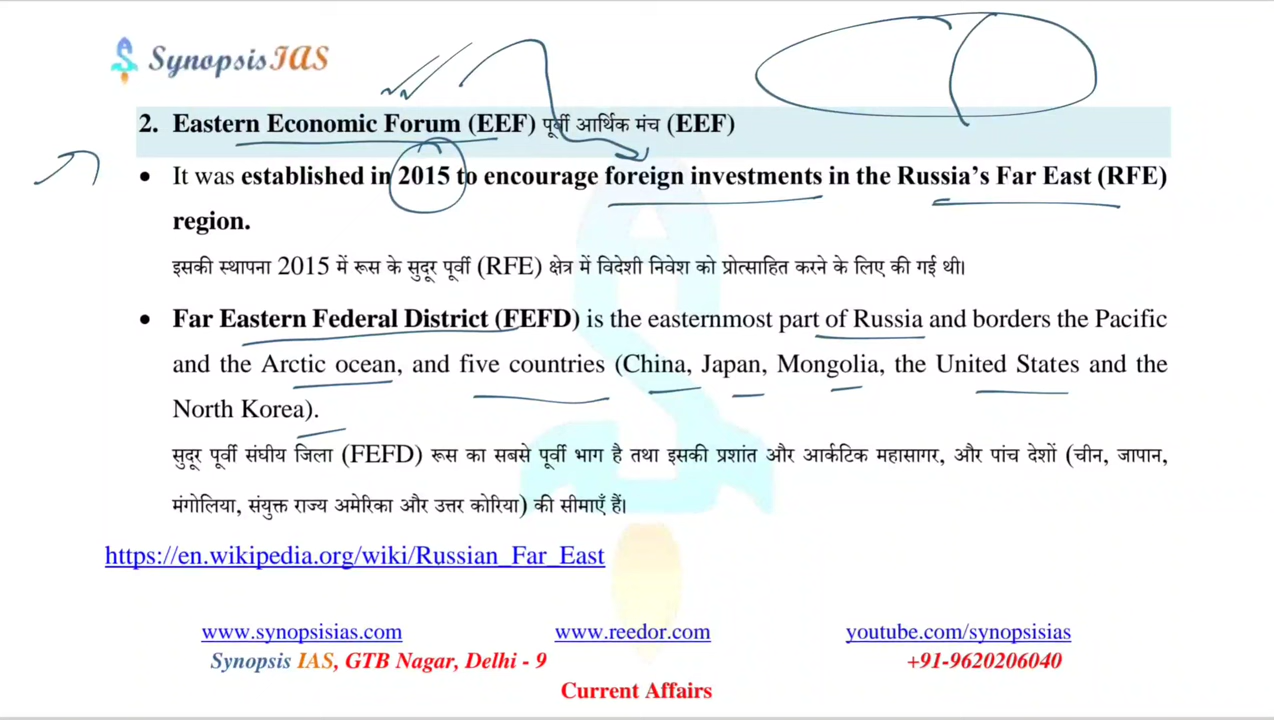 SynopsisIAS
2. Eastern Economic Forum (EEF) पूर्वी आर्थिक मंच (EEF)
• It was established in 2015 to encourage foreign investments in the Russia’s Far East (RFE)
region.
इसकी स्थापना 2015 में रूस के सुदूर पूर्वी (RFE) क्षेत्र में विदेशी निवेश को प्रोत्साहित करने के लिए की गई थी।
• Far Eastern Federal District (FEFD) is the easternmost part of Russia and borders the Pacific
and the Arctic ocean, and five countries (China, Japan, Mongolia, the United States and the
North Korea).
सुदूर पूर्वी संघीय जिला (FEFD) रूस का सबसे पूर्वी भाग है तथा इसकी प्रशांत और आर्कटिक महासागर, और पांच देशों (चीन, जापान,
मंगोलिया, संयुक्त राज्य अमेरिका और उत्तर कोरिया) की सीमाएँ हैं।
https://en.wikipedia.org/wiki/Russian_Far_East
www.synopsisias.com www.reedor.com youtube.com/synopsisias
Synopsis IAS, GTB Nagar, Delhi - 9 +91-9620206040
Current Affairs